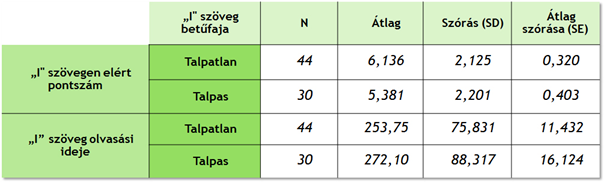 „I" szöveg betűfaja N Átlag Szórás (SD) Átlag szórása (SE)
„I" szövegen elért pontszám Talpatlan 44 6,136 2,125 0,320
Talpas 30 5,381 2,201 0,403
„I” szöveg olvasási ideje Talpatlan 44 253,75 75,831 11,432
Talpas 30 272,10 88,317 16,124